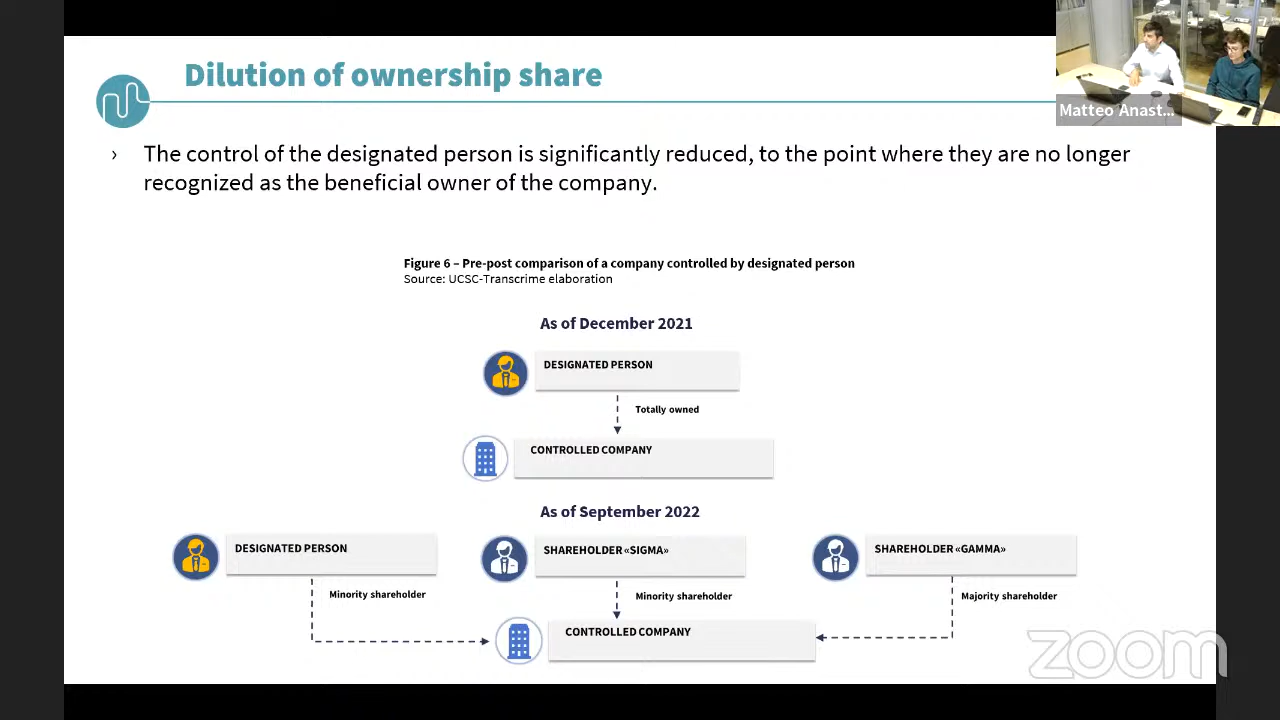 Dilution of ownership share
Matteo Anast...
› The control of the designated person is significantly reduced, to the point where they are no longer
recognized as the beneficial owner of the company.
Figure 6 – Pre-post comparison of a company controlled by designated person
Source: UCSC-Transcrime elaboration
As of December 2021
DESIGNATED PERSON
Totally owned
CONTROLLED COMPANY
As of September 2022
DESIGNATED PERSON
SHAREHOLDER «SIGMA»
SHAREHOLDER «GAMMA»
Minority shareholder
Minority shareholder
Majority shareholder
CONTROLLED COMPANY
zoom